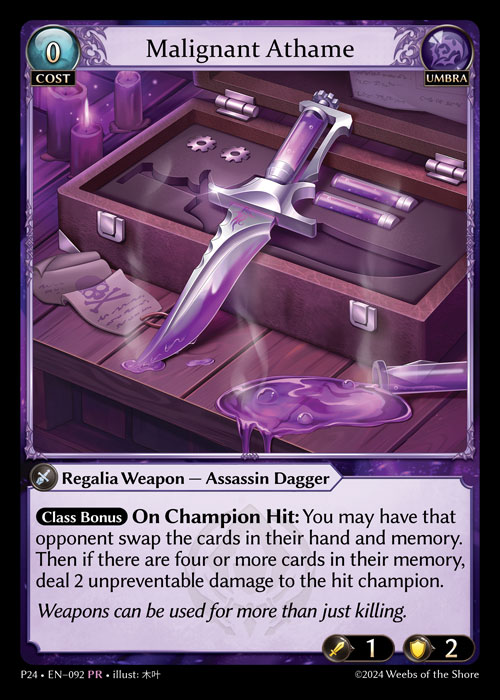 0
Malignant Athame
COST
UMBRA
Regalia Weapon — Assassin Dagger
Class Bonus On Champion Hit: You may have that
opponent swap the cards in their hand and memory.
Then if there are four or more cards in their memory,
deal 2 unpreventable damage to the hit champion.
Weapons can be used for more than just killing.
1
2
P24 • EN–092 PR • illust: 木叶
©2024 Weebs of the Shore